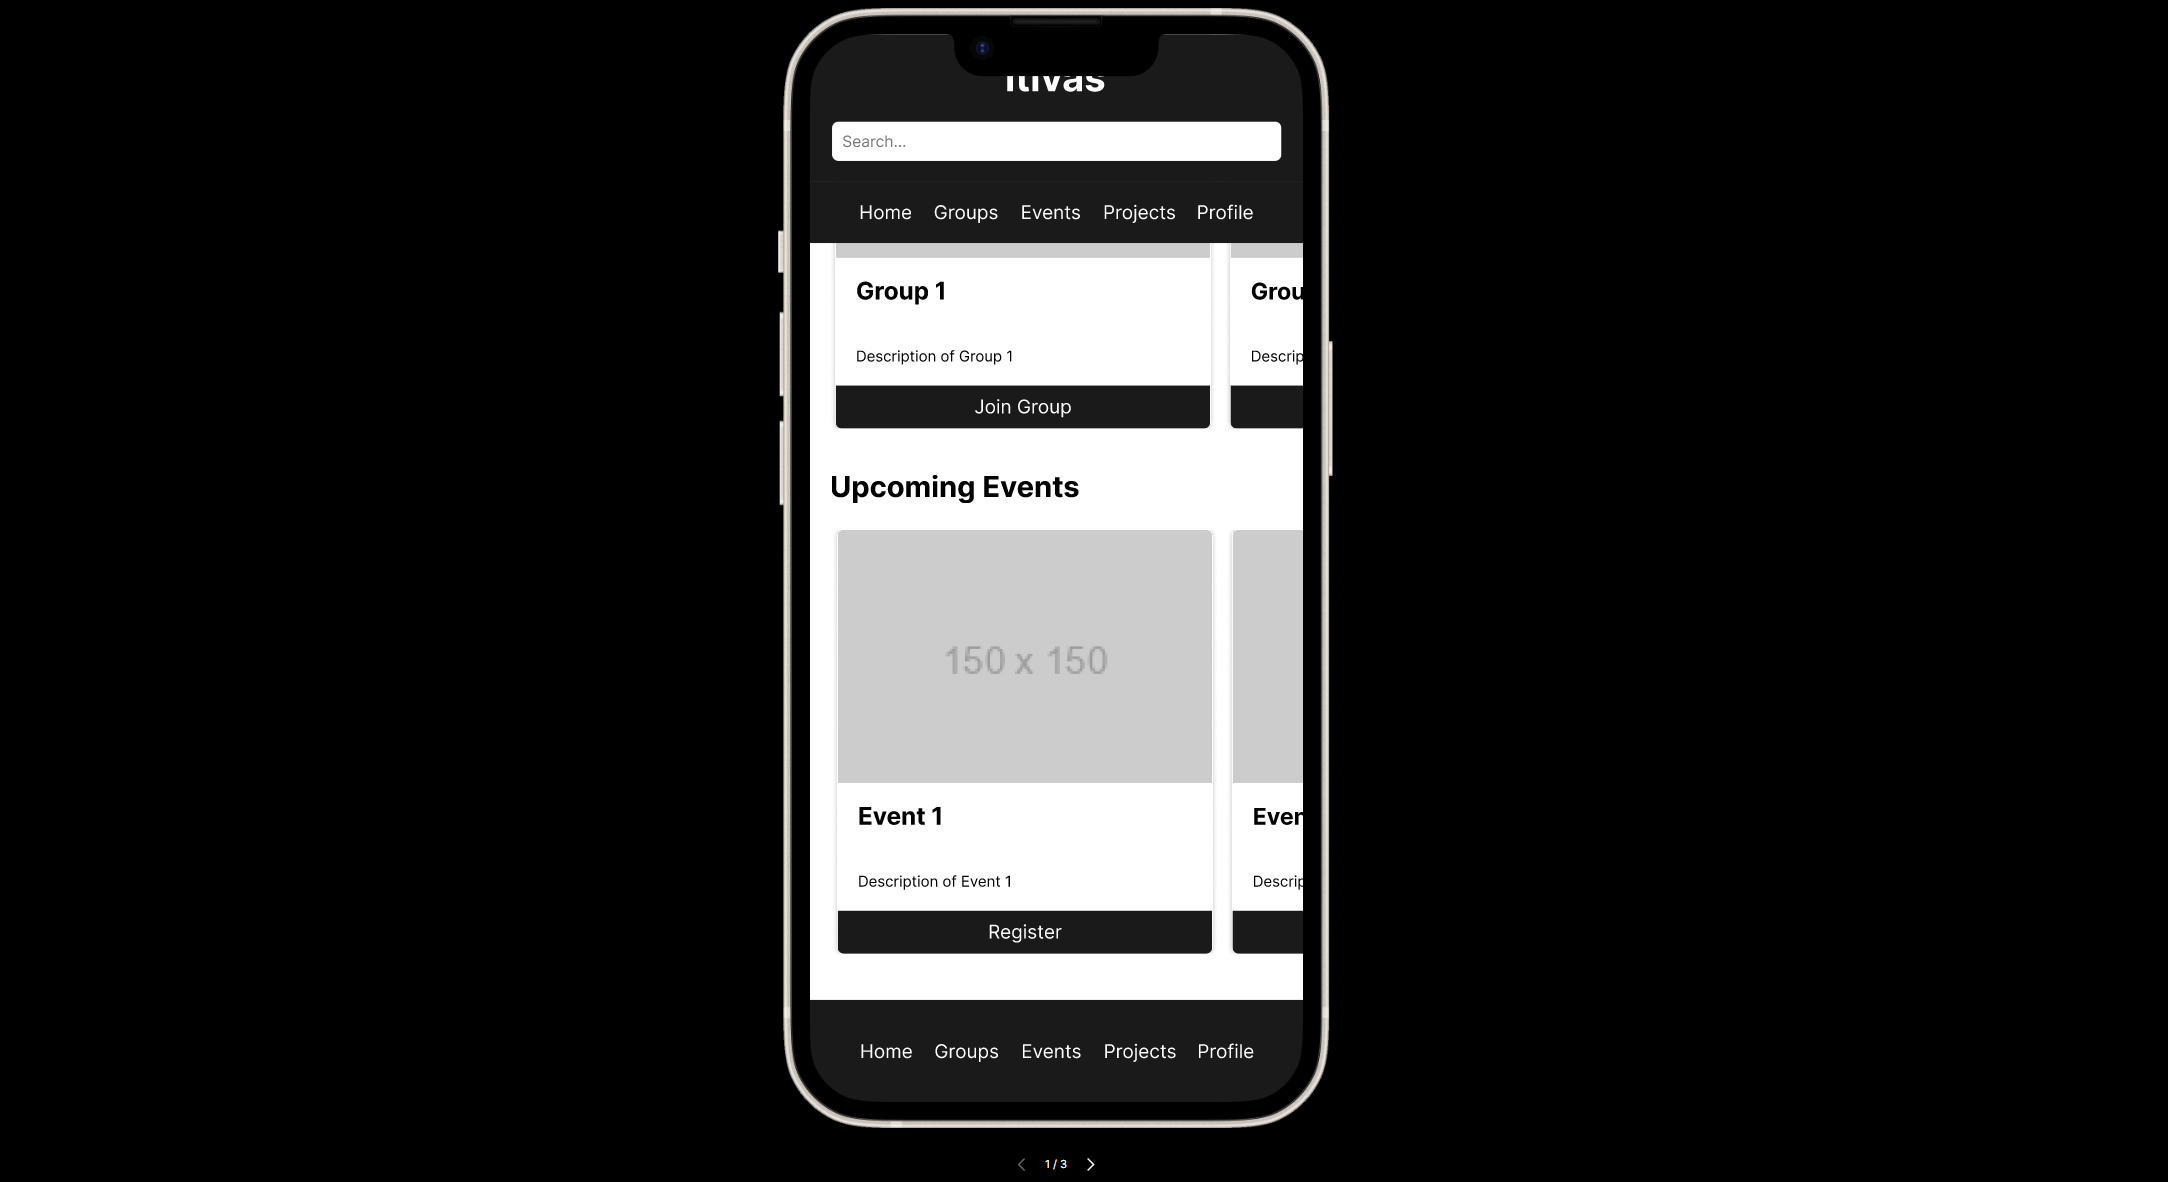 itivas
Search...
Home Groups Events Projects Profile
Group 1 Grou
Description of Group 1 Descrip
Join Group
Upcoming Events
150 x 150
Event 1 Even
Description of Event 1 Descrip
Register
Home Groups Events Projects Profile
1 / 3